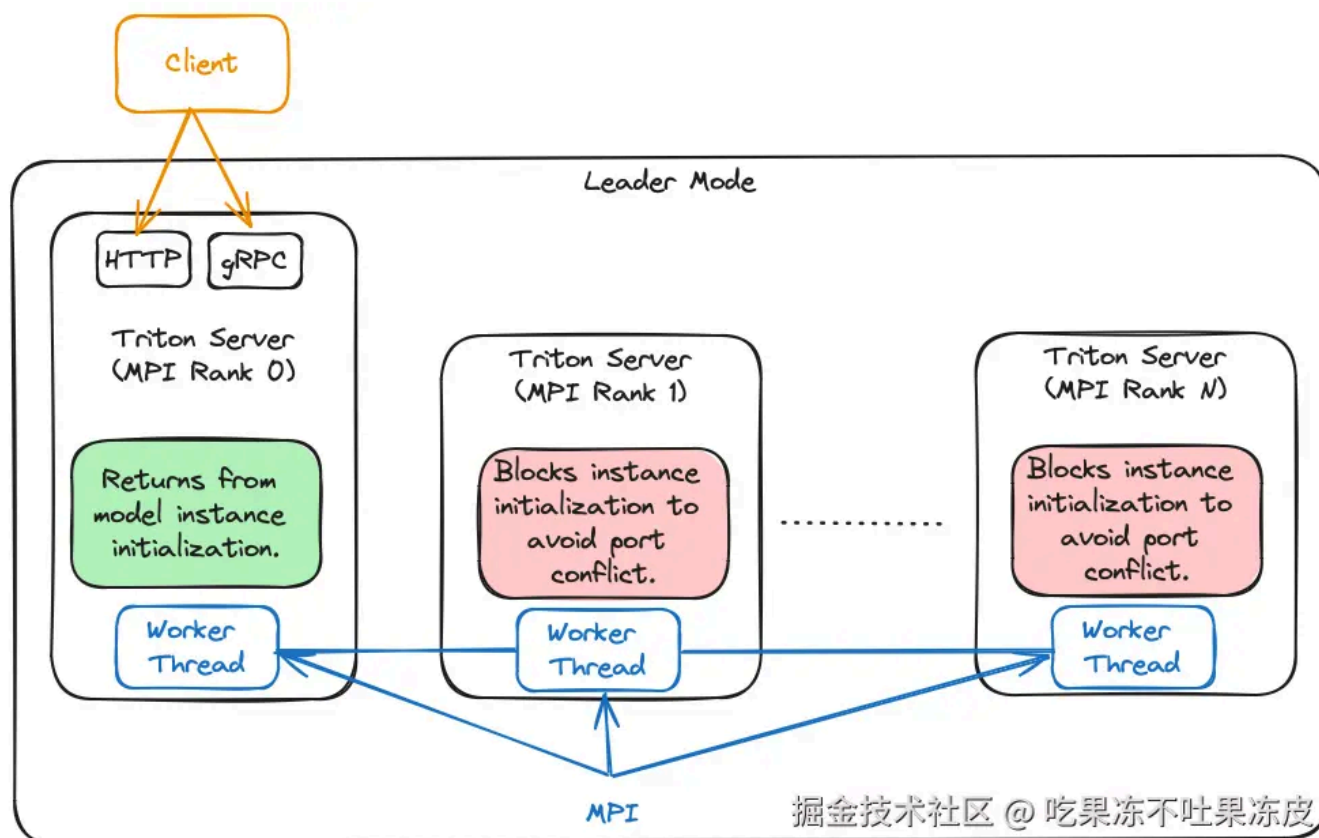 Client
Leader Mode
HTTP
gRPC
Triton Server
(MPI Rank 0)
Returns from
model instance
initialization.
Worker
Thread
Triton Server
(MPI Rank 1)
Blocks instance
initialization to
avoid port
conflict.
Worker
Thread
Triton Server
(MPI Rank N)
Blocks instance
initialization to
avoid port
conflict.
Worker
Thread
MPI
掘金技术社区 @ 吃果冻不吐果冻皮